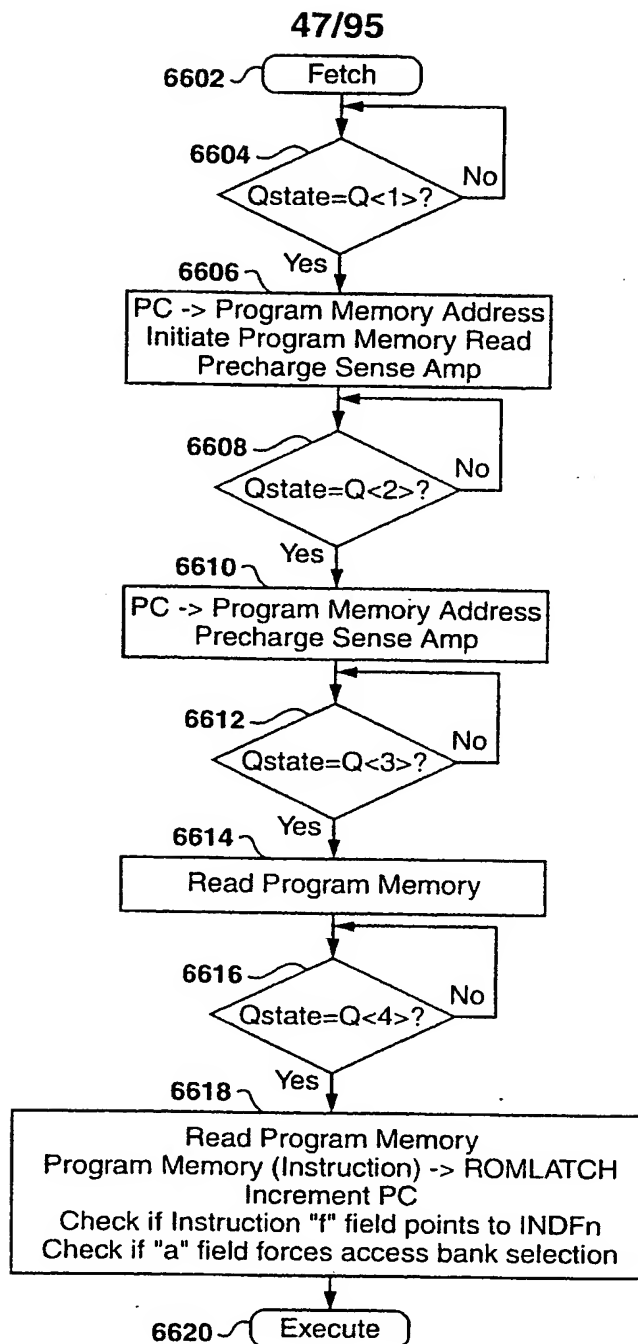 47/95
6602
Fetch
6604
Qstate=Q<1>?
No
Yes
6606
PC -> Program Memory Address
Initiate Program Memory Read
Precharge Sense Amp
6608
Qstate=Q<2>?
No
Yes
6610
PC -> Program Memory Address
Precharge Sense Amp
6612
Qstate=Q<3>?
No
Yes
6614
Read Program Memory
6616
Qstate=Q<4>?
No
Yes
6618
Read Program Memory
Program Memory (Instruction) -> ROMLATCH
Increment PC
Check if Instruction "f" field points to INDFn
Check if "a" field forces access bank selection
6620
Execute